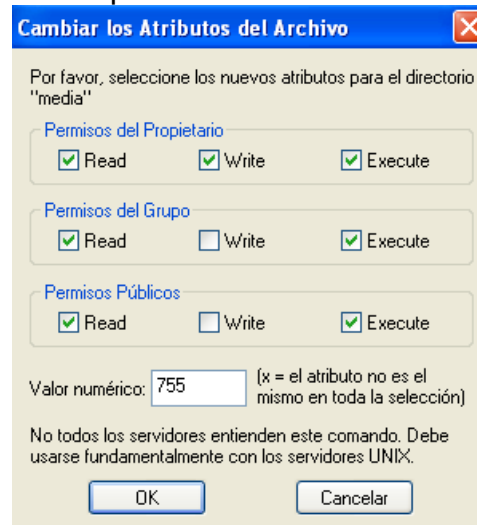 Cambiar los Atributos del Archivo
Por favor, seleccione los nuevos atributos para el directorio
"media"
Permisos del Propietario
Read Write Execute
Permisos del Grupo
Read Write Execute
Permisos Públicos
Read Write Execute
Valor numérico: 755 (x = el atributo no es el
mismo en toda la selección)
No todos los servidores entienden este comando. Debe
usarse fundamentalmente con los servidores UNIX.
OK Cancelar